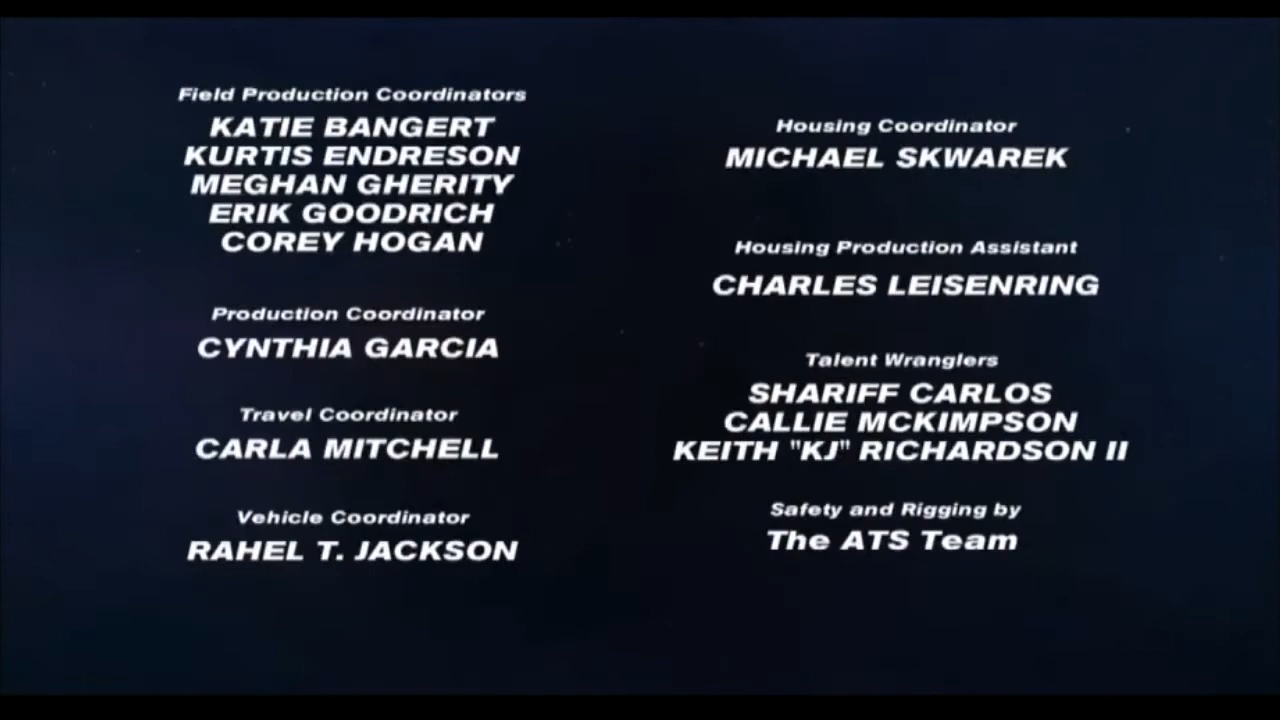 Field Production Coordinators
KATIE BANGERT
KURTIS ENDRESON
MEGHAN GHERITY
ERIK GOODRICH
COREY HOGAN
Production Coordinator
CYNTHIA GARCIA
Travel Coordinator
CARLA MITCHELL
Vehicle Coordinator
RAHEL T. JACKSON
Housing Coordinator
MICHAEL SKWAREK
Housing Production Assistant
CHARLES LEISENRING
Talent Wranglers
SHARIFF CARLOS
CALLIE MCKIMPSON
KEITH "KJ" RICHARDSON II
Safety and Rigging by
The ATS Team